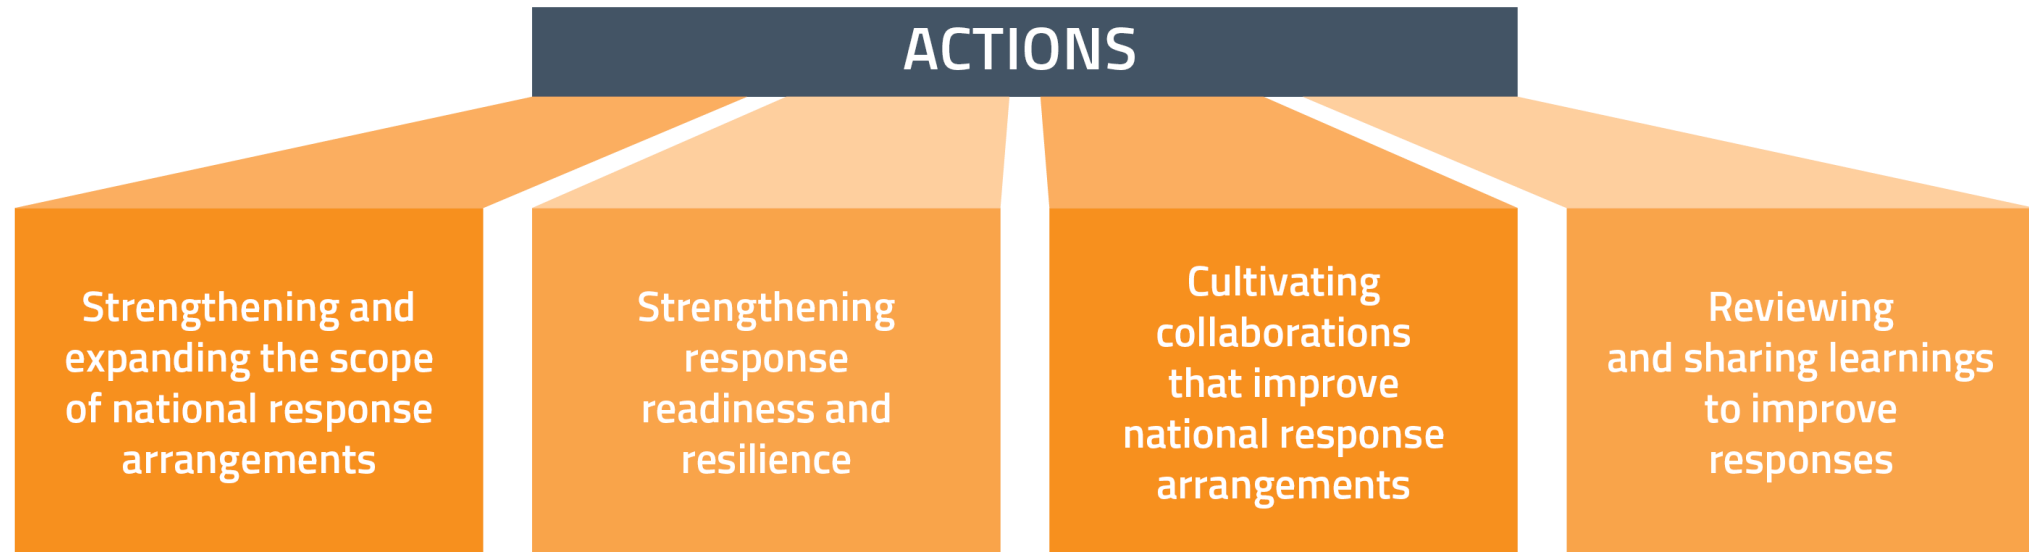 ACTIONS
Strengthening and
expanding the scope
of national response
arrangements
Strengthening
response
readiness and
resilience
Cultivating
collaborations
that improve
national response
arrangements
Reviewing
and sharing learnings
to improve
responses